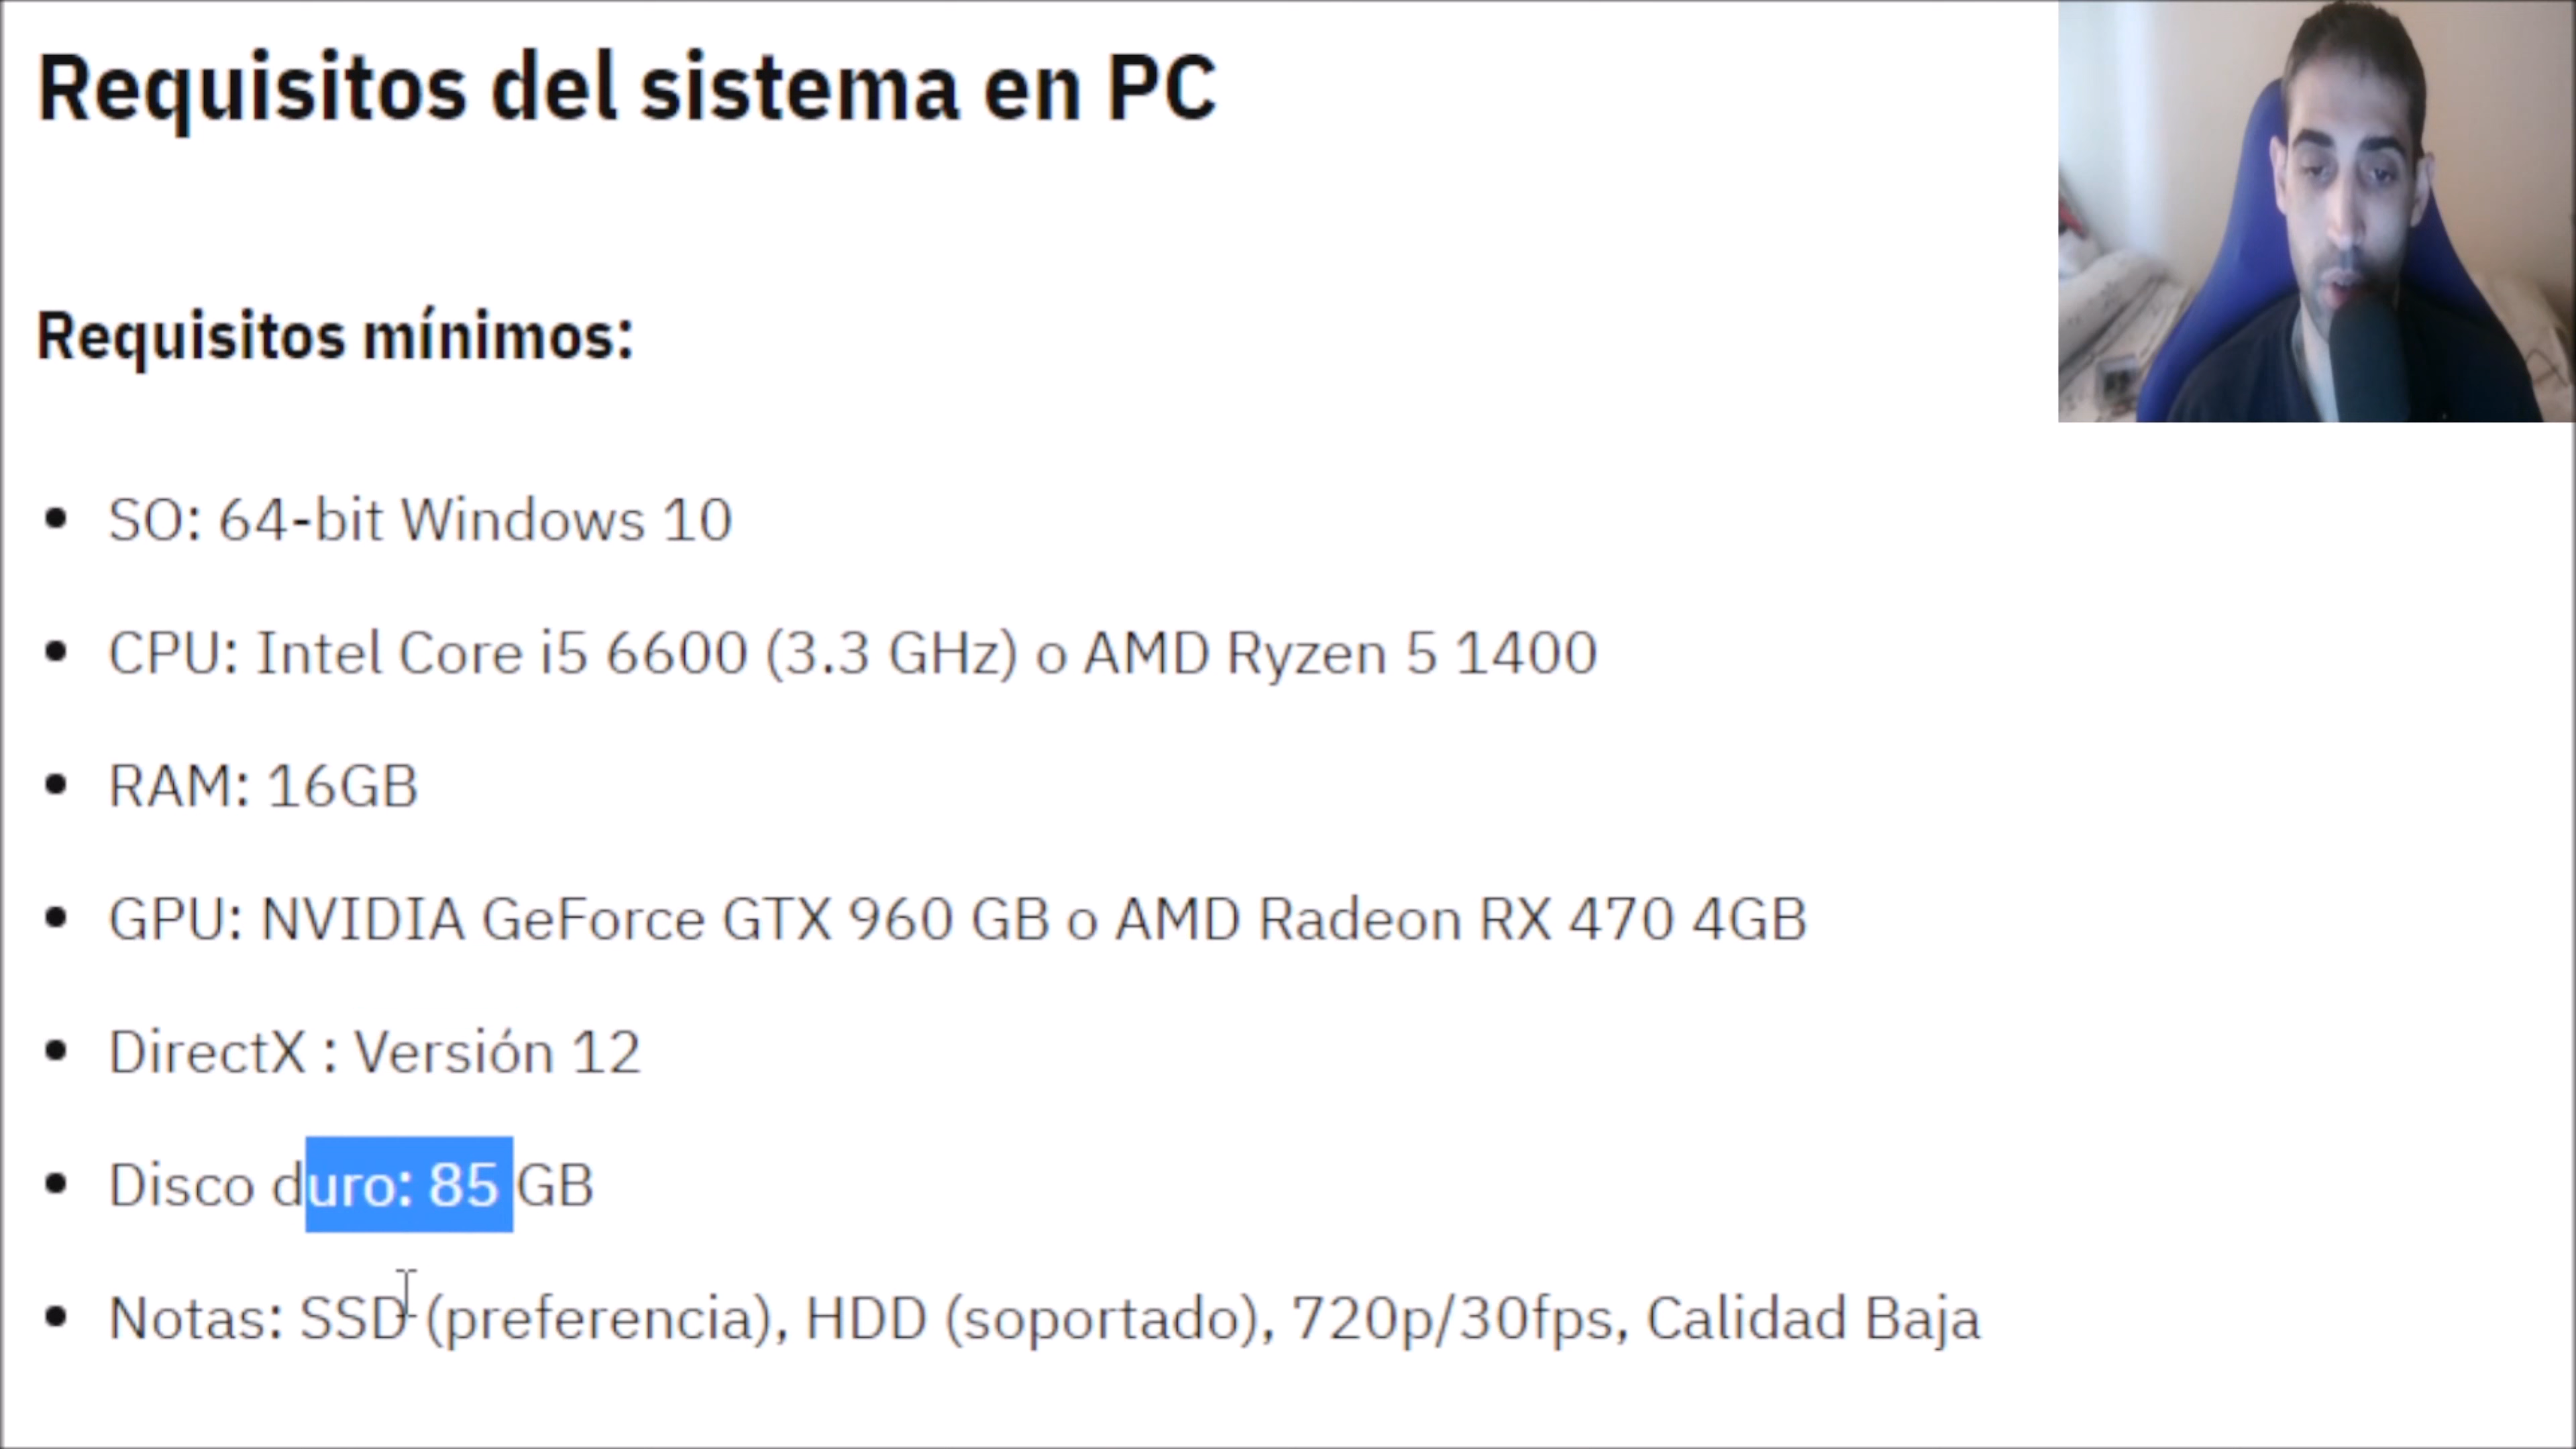 Requisitos del sistema en PC
Requisitos mínimos:
SO: 64-bit Windows 10
CPU: Intel Core i5 6600 (3.3 GHz) o AMD Ryzen 5 1400
RAM: 16GB
GPU: NVIDIA GeForce GTX 960 GB o AMD Radeon RX 470 4GB
DirectX : Versión 12
Disco duro: 85 GB
Notas: SSD (preferencia), HDD (soportado), 720p/30fps, Calidad Baja